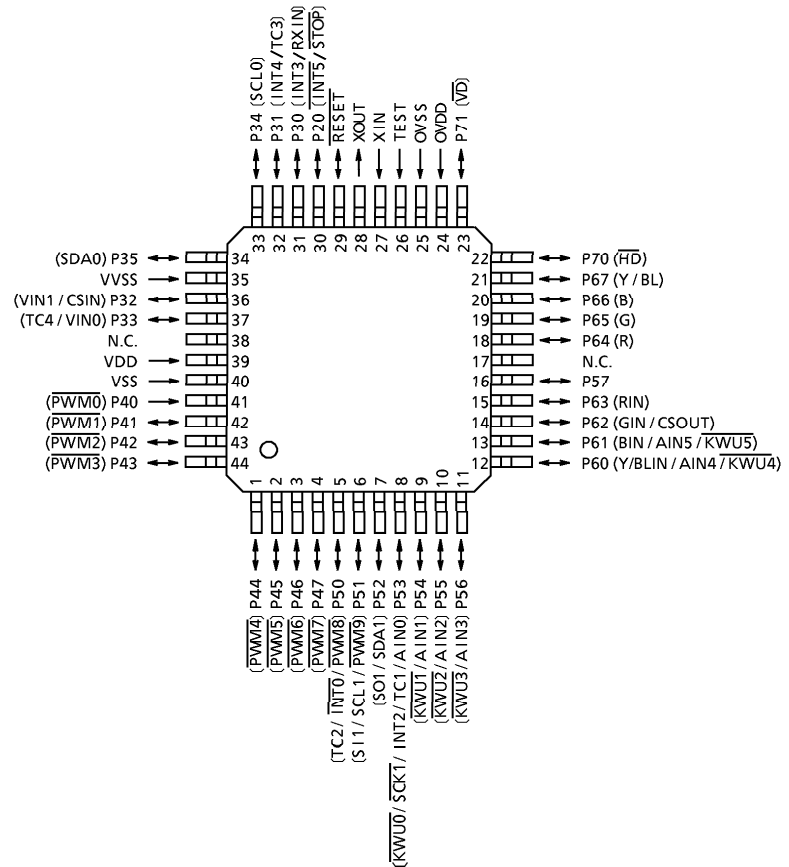 P34 (SCL0)
P31 (INT4/TC3)
P30 (INT3/RXIN)
P20 (INT5/STOP)
RESET
XOUT
XIN
TEST
OVSS
OVDD
P71 (VD)
33 32 31 30 29 28 27 26 25 24 23
(SDA0) P35 34
VVSS 35
(VIN1 / CSIN) P32 36
(TC4 / VIN0) P33 37
N.C. 38
VDD 39
VSS 40
(PWM0) P40 41
(PWM1) P41 42
(PWM2) P42 43
(PWM3) P43 44
22 P70 (HD)
21 P67 (Y / BL)
20 P66 (B)
19 P65 (G)
18 P64 (R)
17 N.C.
16 P57
15 P63 (RIN)
14 P62 (GIN / CSOUT)
13 P61 (BIN / AIN5 / KWU5)
12 P60 (Y/BLIN / AIN4 / KWU4)
1 2 3 4 5 6 7 8 9 10 11
(PWM4) P44
(PWM5) P45
(PWM6) P46
(PWM7) P47
(TC2/ INT0/ PWM8) P50
(SI1/ SCL1/ PWM9) P51
(SO1/ SDA1) P52
(KWU0/ SCK1/ INT2/ TC1/ AIN0) P53
(KWU1/ AIN1) P54
(KWU2/ AIN2) P55
(KWU3/ AIN3) P56